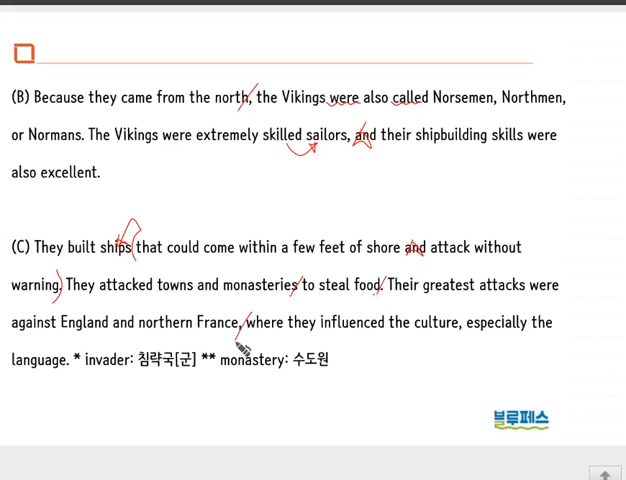 (B) Because they came from the north, the Vikings were also called Norsemen, Northmen,
or Normans. The Vikings were extremely skilled sailors, and their shipbuilding skills were
also excellent.
(C) They built ships that could come within a few feet of shore and attack without
warning. They attacked towns and monasteries to steal food. Their greatest attacks were
against England and northern France, where they influenced the culture, especially the
language. * invader: 침략국[군] ** monastery: 수도원
블루페스